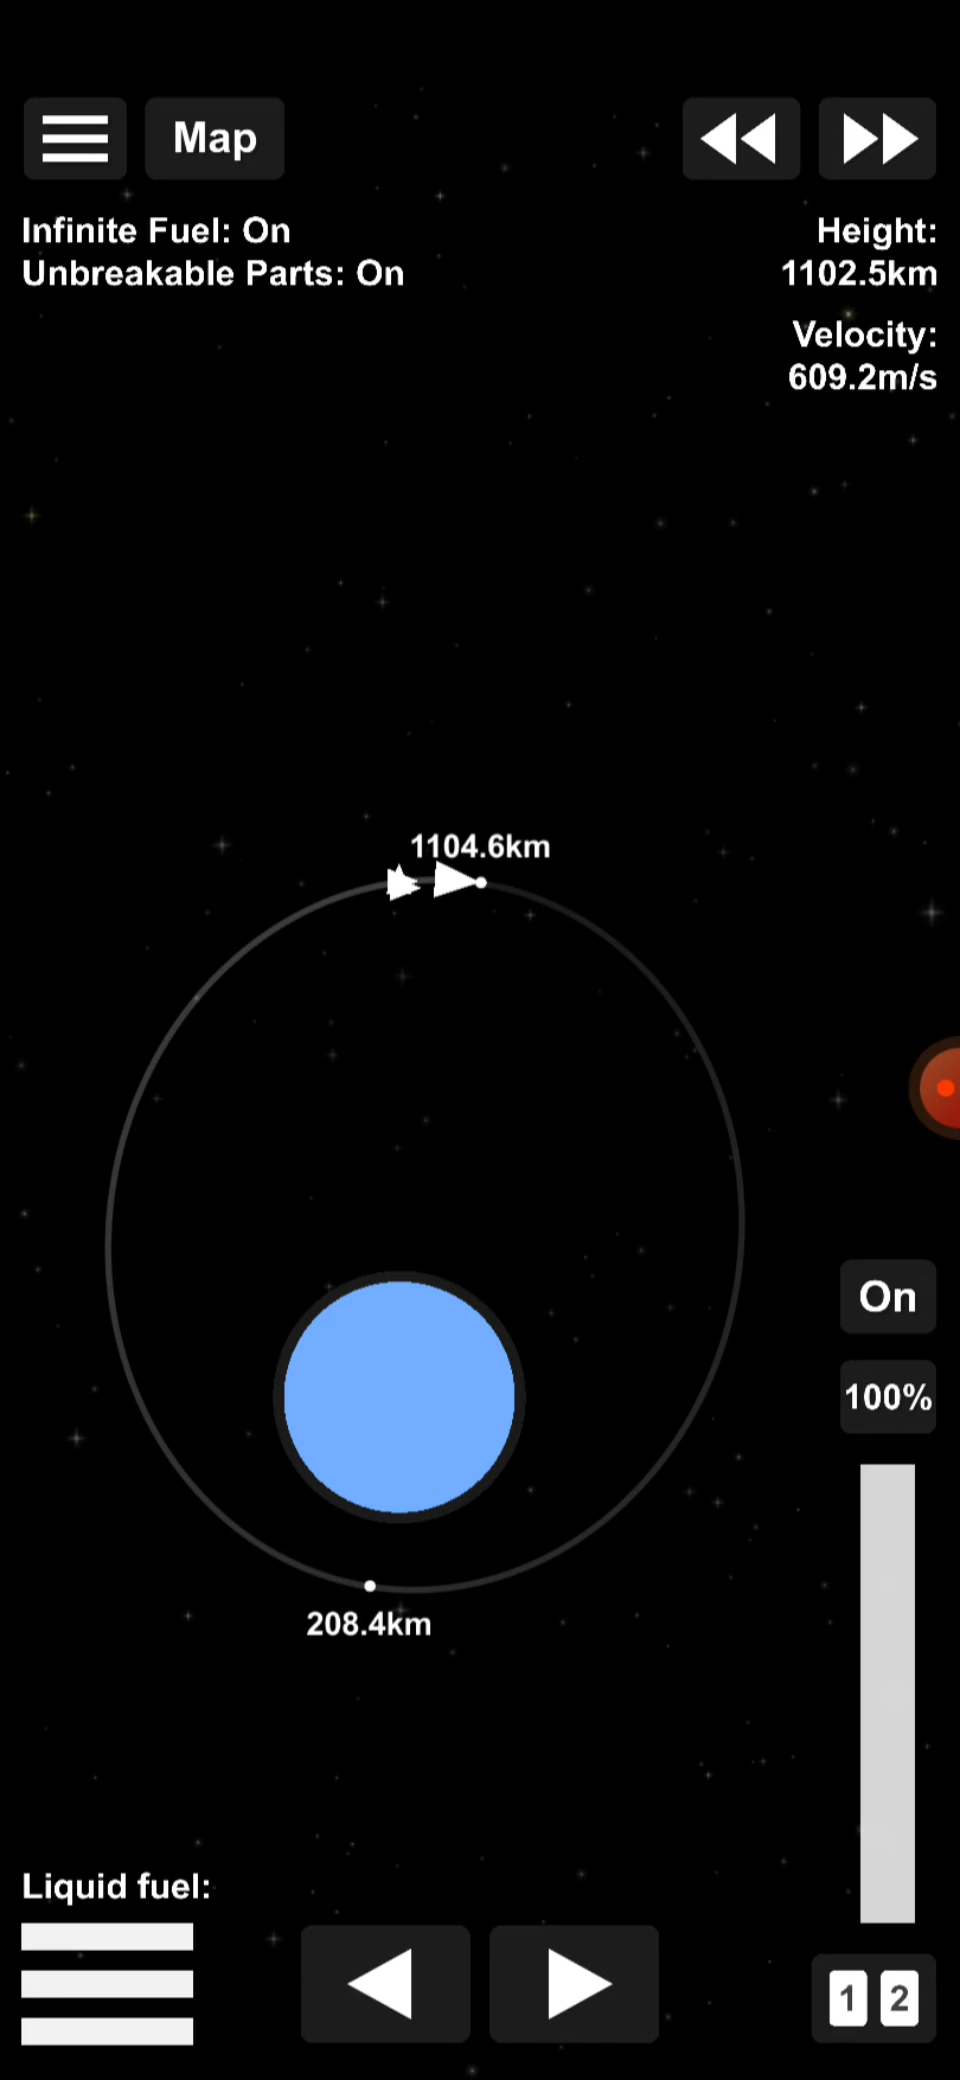 Map
Infinite Fuel: On
Unbreakable Parts: On
Height:
1102.5km
Velocity:
609.2m/s
1104.6km
208.4km
On
100%
Liquid fuel:
1 2